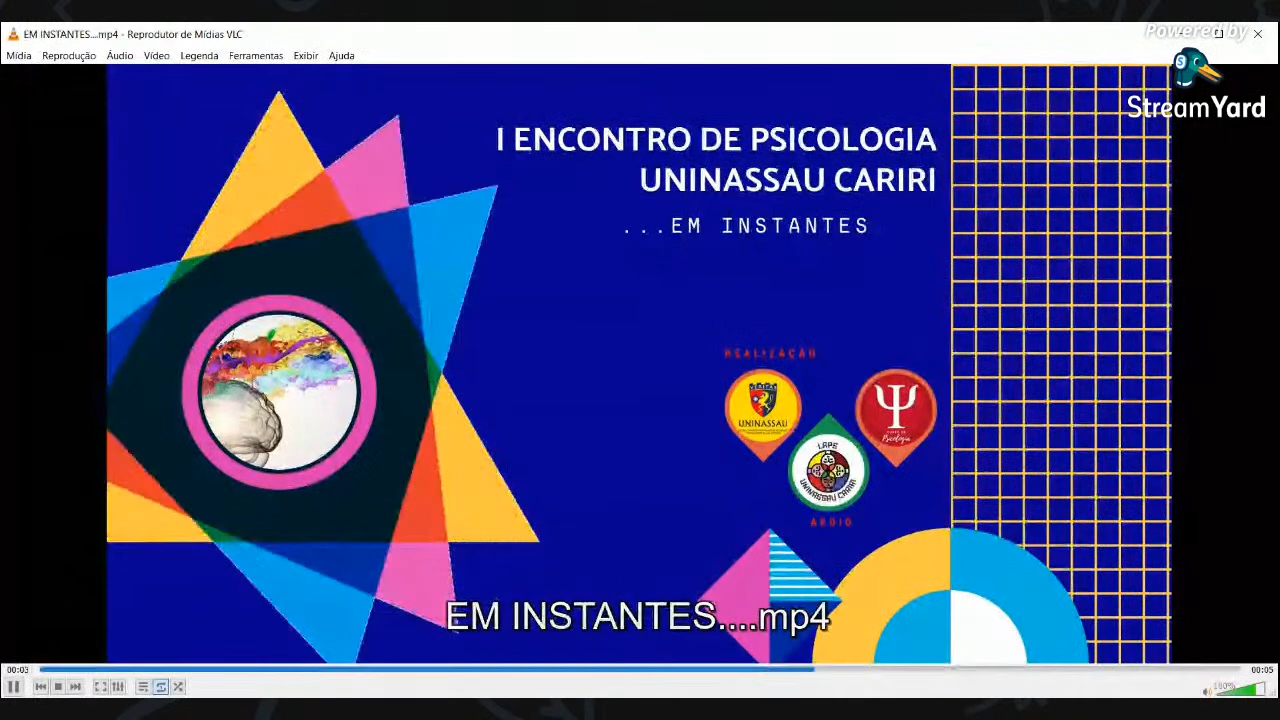 EM INSTANTES....mp4 - Reprodutor de Mídias VLC
Powered by
Mídia Reprodução Áudio Vídeo Legenda Ferramentas Exibir Ajuda
StreamYard
I ENCONTRO DE PSICOLOGIA
UNINASSAU CARIRI
...EM INSTANTES
REALIZAÇÃO
UNINASSAU
Psicologia
LAPE
UNINASSAU CARIRI
APOIO
EM INSTANTES....mp4
00:03
00:05
100%